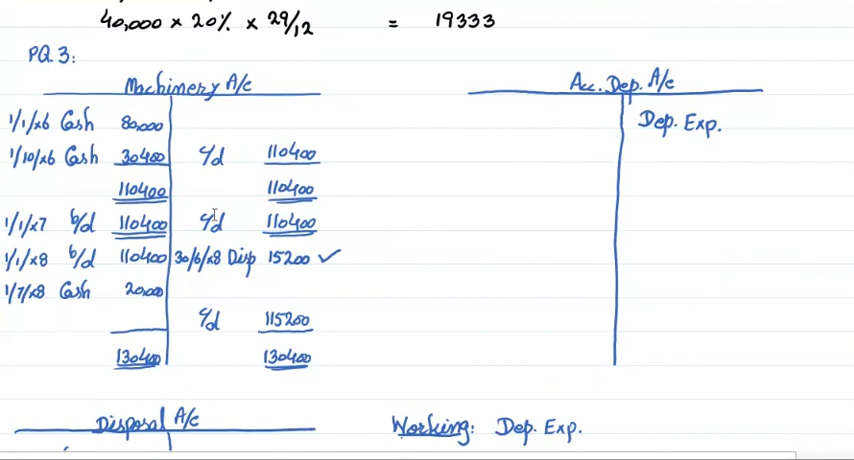 40,000 × 20% × 29/12 = 19333
PQ.3:
Machinery A/c
1/1/x6 Cash 80,000
1/10/x6 Cash 30400 c/d 110400
110400 110400
1/1/x7 b/d 110400 c/d 110400
1/1/x8 b/d 110400 30/6/x8 Disp 15200 ✓
1/7/x8 Cash 20,000
c/d 115200
130400 130400
Acc. Dep. A/c
Dep. Exp.
Disposal A/c
Working: Dep. Exp.